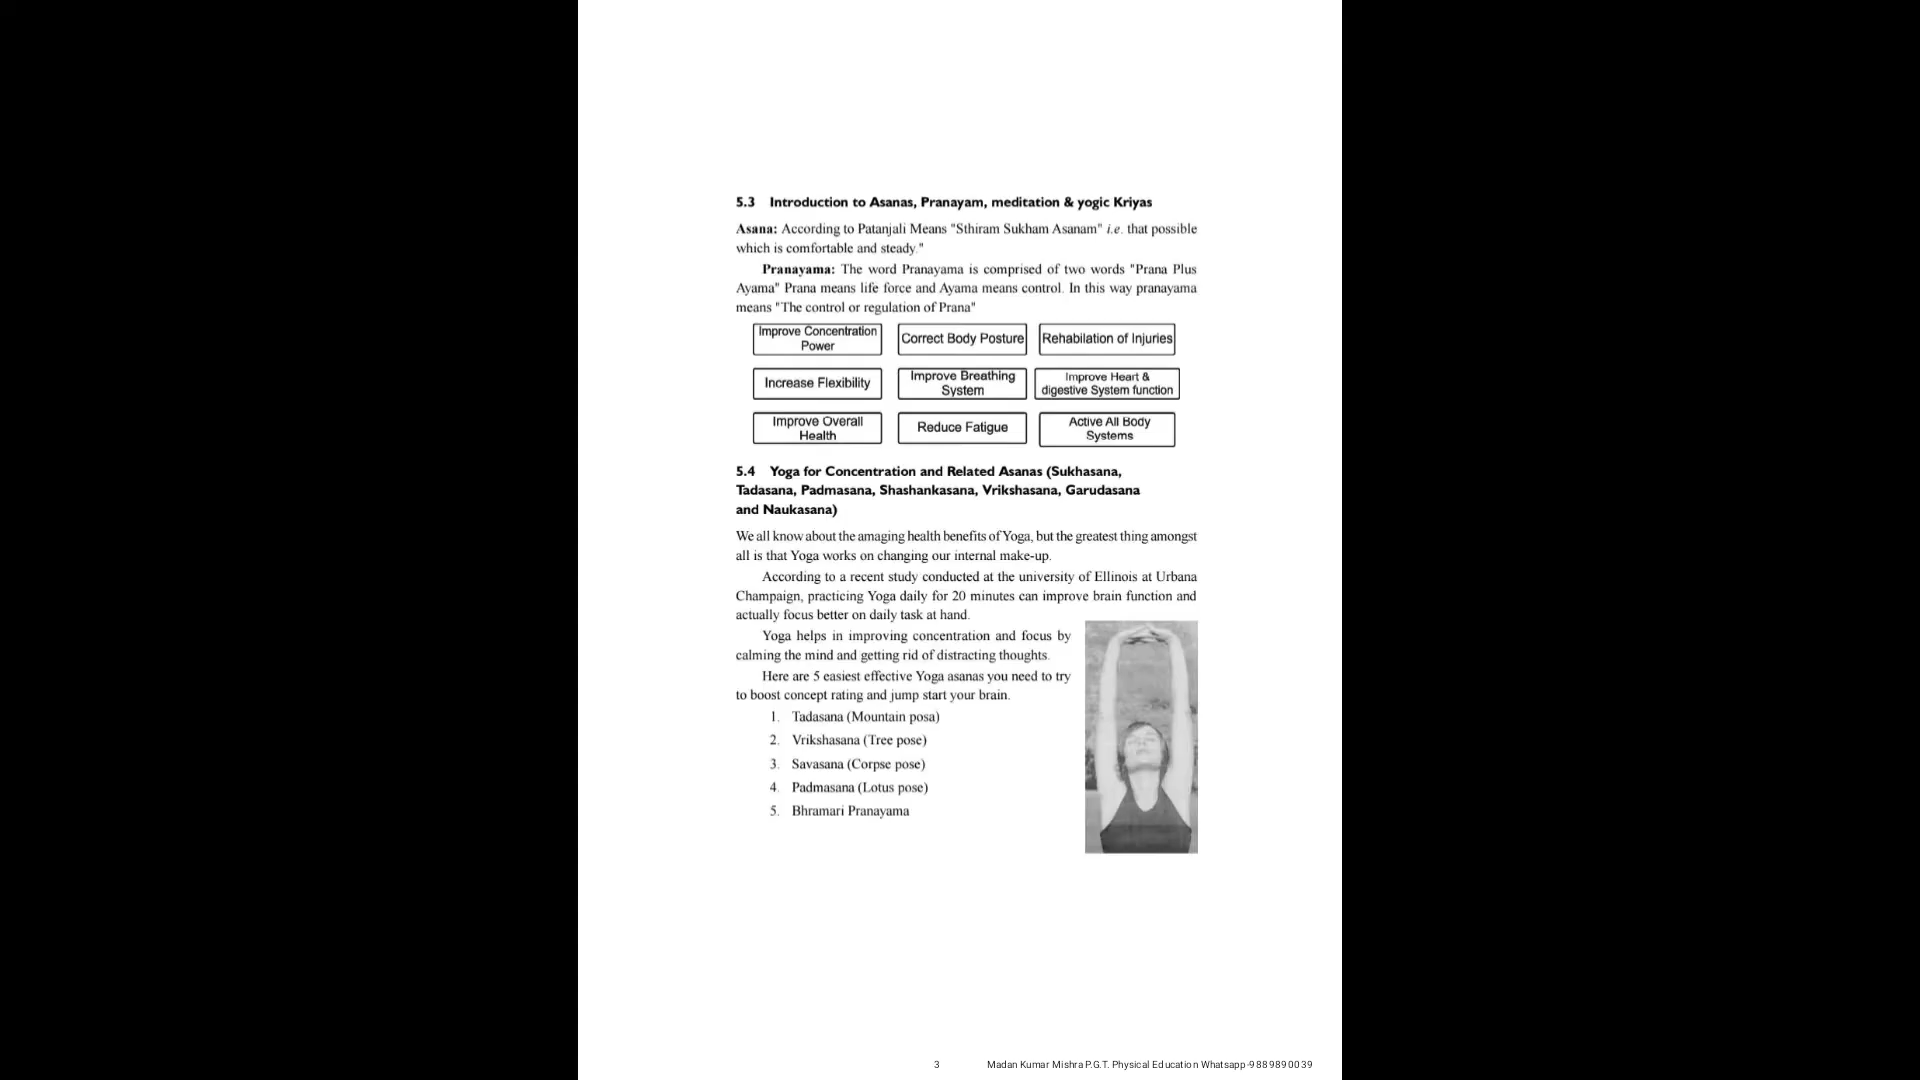 5.3 Introduction to Asanas, Pranayam, meditation & yogic Kriyas
Asana: According to Patanjali Means "Sthiram Sukham Asanam" i.e. that possible
which is comfortable and steady."
Pranayama: The word Pranayama is comprised of two words "Prana Plus
Ayama" Prana means life force and Ayama means control. In this way pranayama
means "The control or regulation of Prana"
Improve Concentration
Power
Correct Body Posture
Rehabilation of Injuries
Increase Flexibility
Improve Breathing
System
Improve Heart &
digestive System function
Improve Overall
Health
Reduce Fatigue
Active All Body
Systems
5.4 Yoga for Concentration and Related Asanas (Sukhasana,
Tadasana, Padmasana, Shashankasana, Vrikshasana, Garudasana
and Naukasana)
We all know about the amaging health benefits of Yoga, but the greatest thing amongst
all is that Yoga works on changing our internal make-up.
According to a recent study conducted at the university of Ellinois at Urbana
Champaign, practicing Yoga daily for 20 minutes can improve brain function and
actually focus better on daily task at hand.
Yoga helps in improving concentration and focus by
calming the mind and getting rid of distracting thoughts.
Here are 5 easiest effective Yoga asanas you need to try
to boost concept rating and jump start your brain.
1. Tadasana (Mountain posa)
2. Vrikshasana (Tree pose)
3. Savasana (Corpse pose)
4. Padmasana (Lotus pose)
5. Bhramari Pranayama
3 Madan Kumar Mishra P.G.T. Physical Education Whatsapp-9889890039